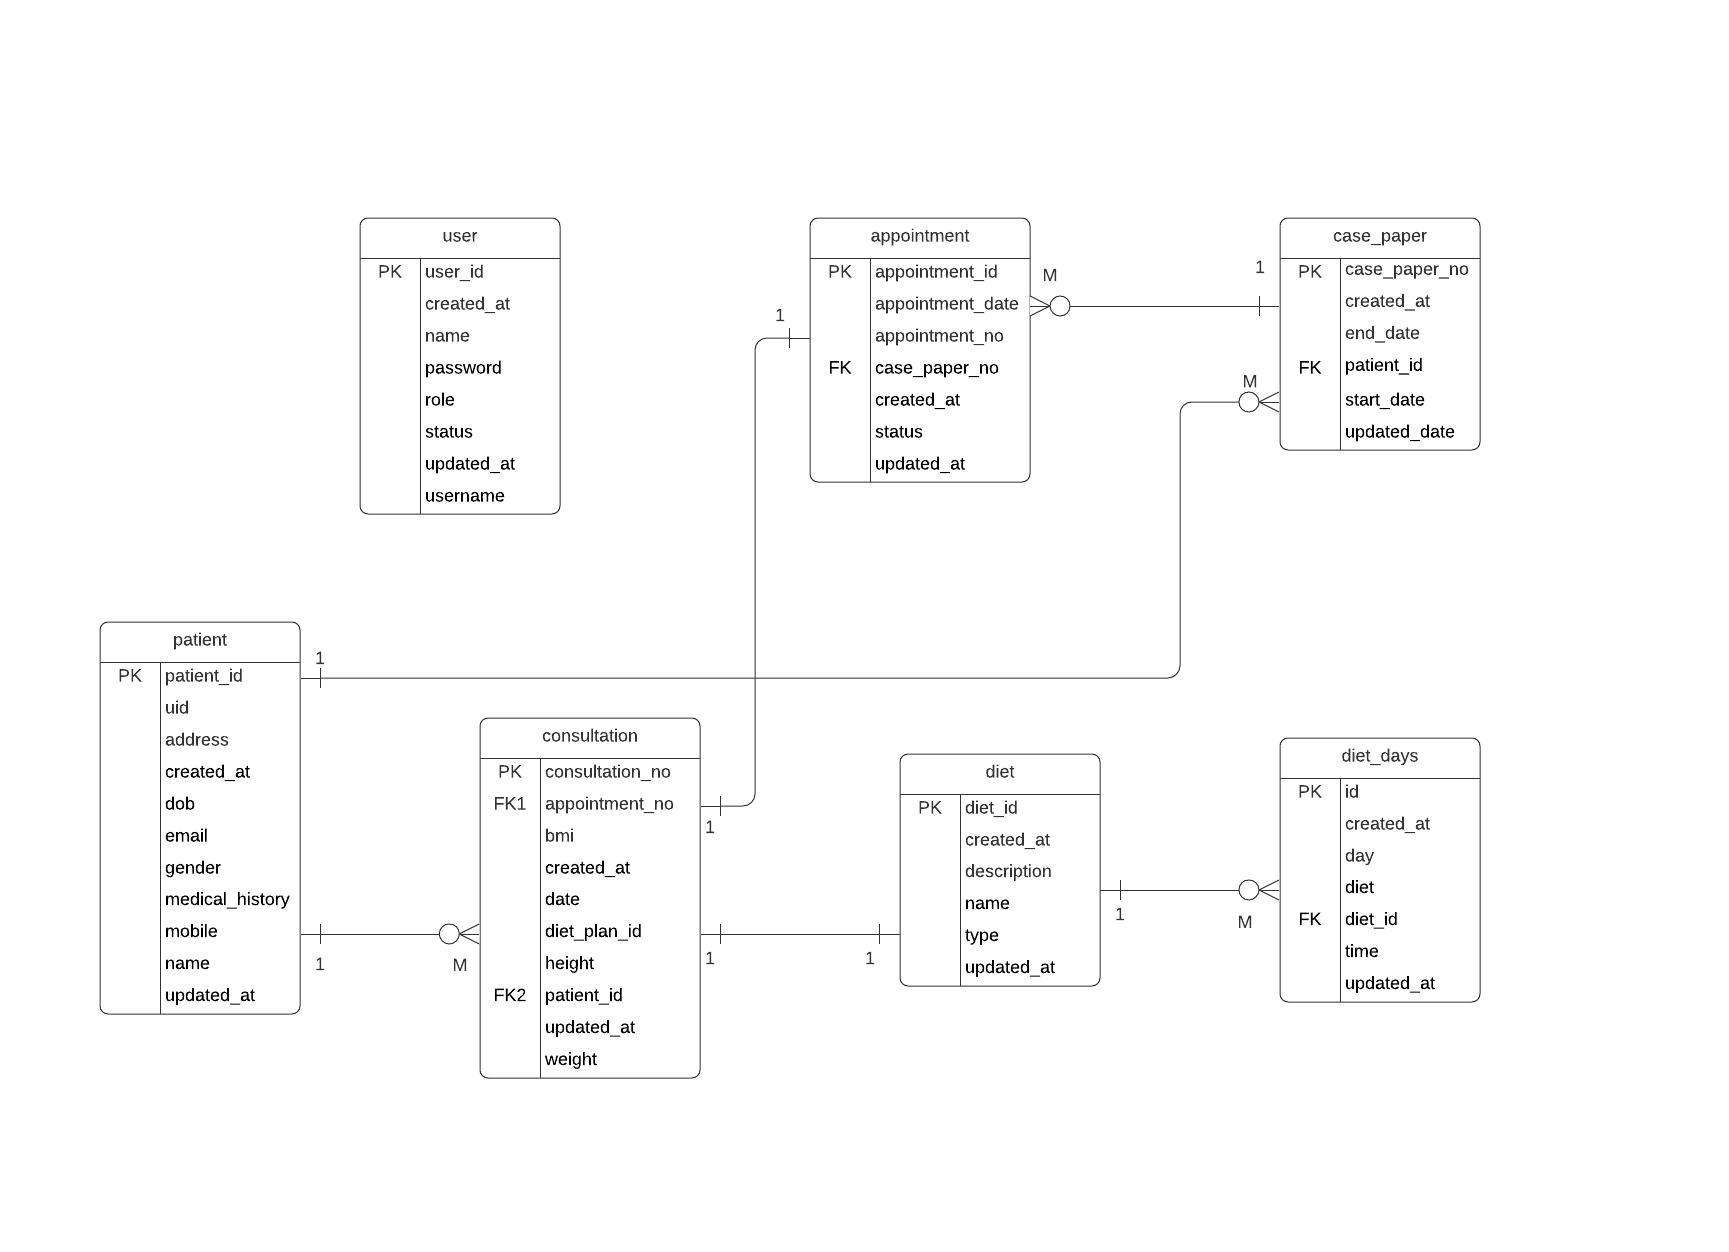 user
PK user_id
created_at
name
password
role
status
updated_at
username
appointment
PK appointment_id
appointment_date
appointment_no
FK case_paper_no
created_at
status
updated_at
M
1
1
case_paper
PK case_paper_no
created_at
end_date
FK patient_id
start_date
updated_date
M
patient
PK patient_id
uid
address
created_at
dob
email
gender
medical_history
mobile
name
updated_at
1
1
M
consultation
PK consultation_no
FK1 appointment_no
bmi
created_at
date
diet_plan_id
height
FK2 patient_id
updated_at
weight
1
1
1
diet
PK diet_id
created_at
description
name
type
updated_at
1
M
diet_days
PK id
created_at
day
diet
FK diet_id
time
updated_at